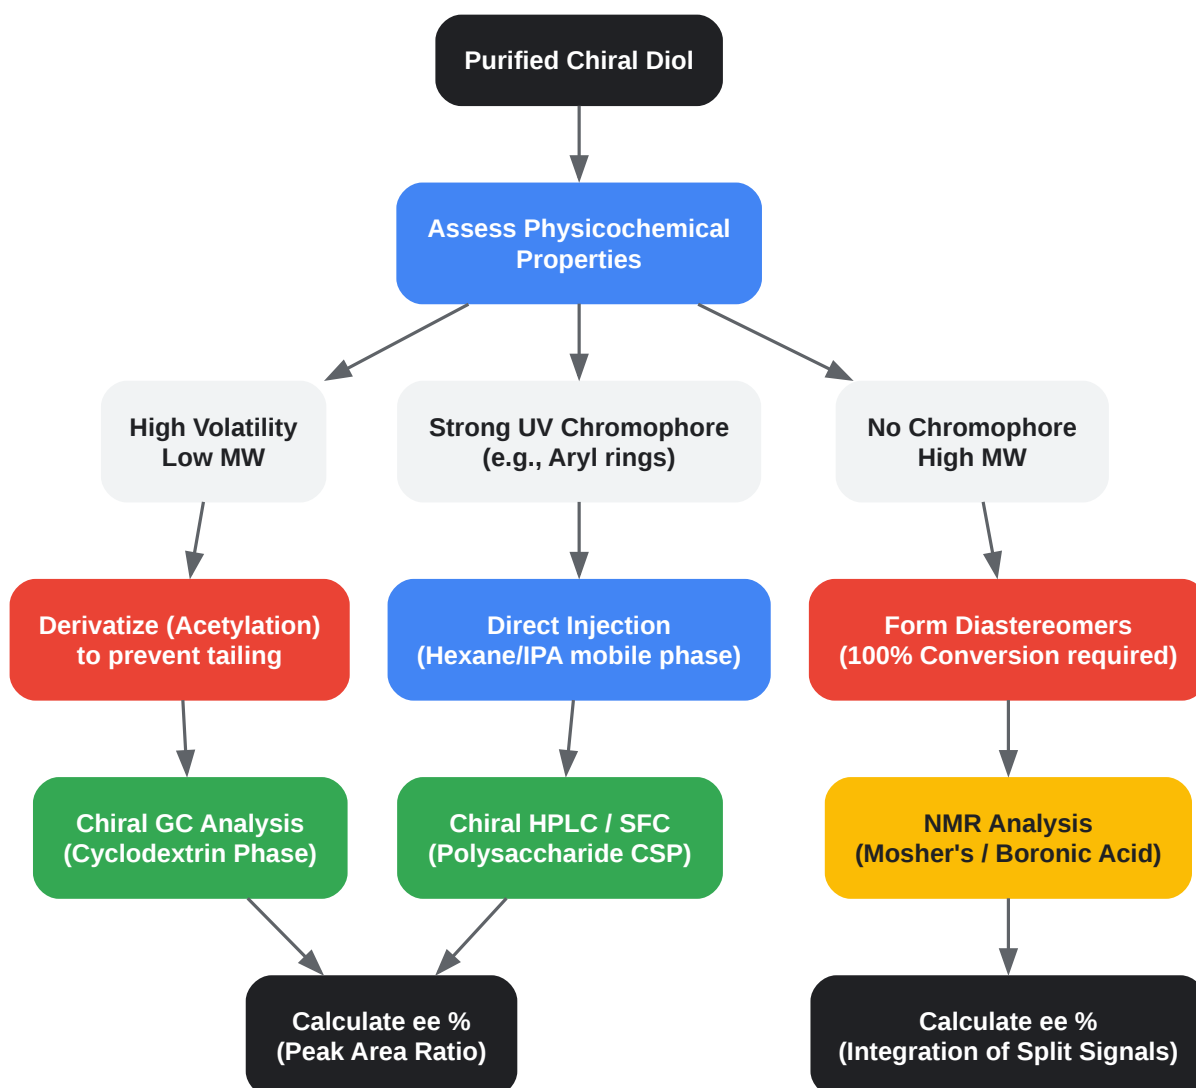 Purified Chiral Diol
Assess Physicochemical
Properties
High Volatility
Low MW
Strong UV Chromophore
(e.g., Aryl rings)
No Chromophore
High MW
Derivatize (Acetylation)
to prevent tailing
Direct Injection
(Hexane/IPA mobile phase)
Form Diastereomers
(100% Conversion required)
Chiral GC Analysis
(Cyclodextrin Phase)
Chiral HPLC / SFC
(Polysaccharide CSP)
NMR Analysis
(Mosher's / Boronic Acid)
Calculate ee %
(Peak Area Ratio)
Calculate ee %
(Integration of Split Signals)